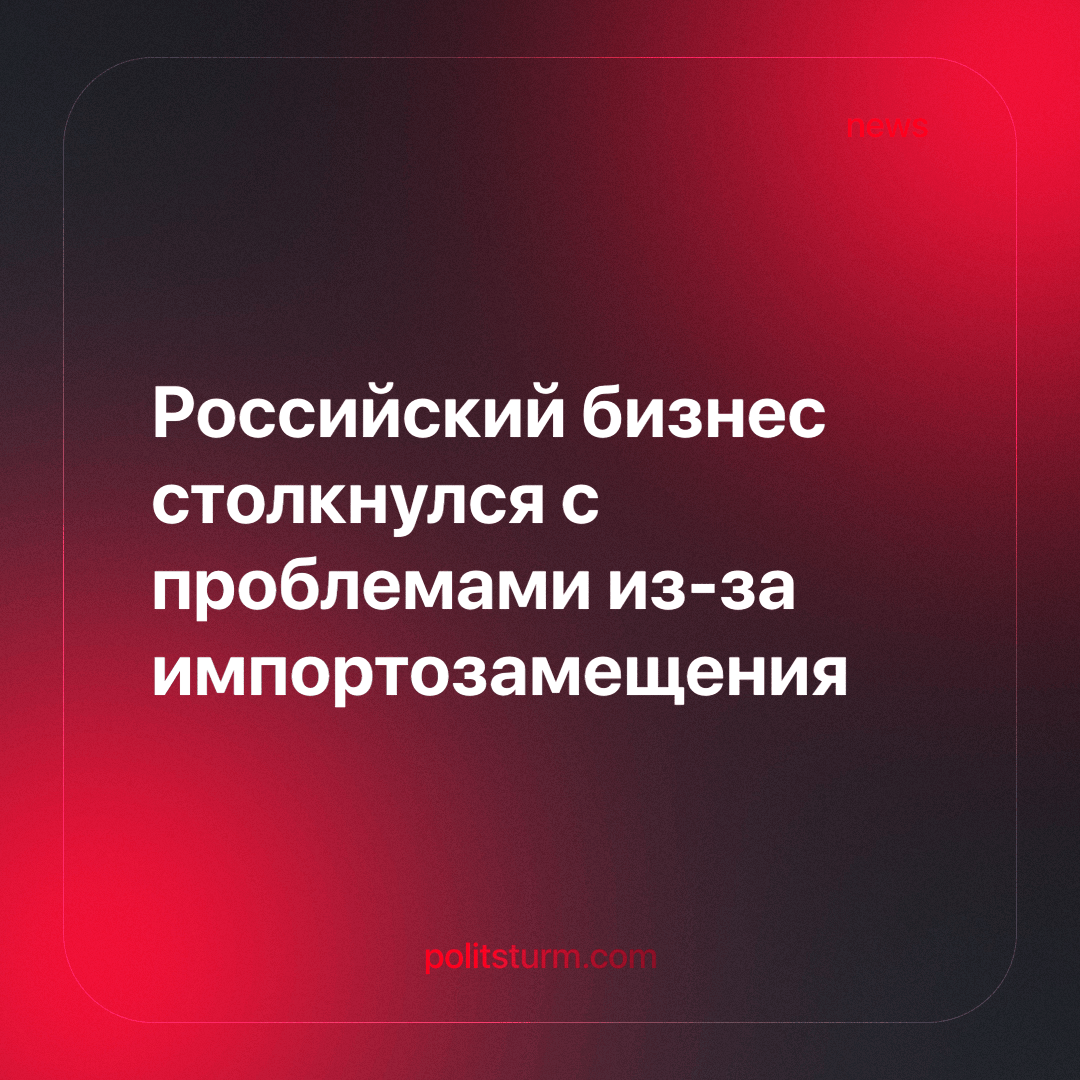 news
Российский бизнес
столкнулся с
проблемами из-за
импортозамещения
politsturm.com